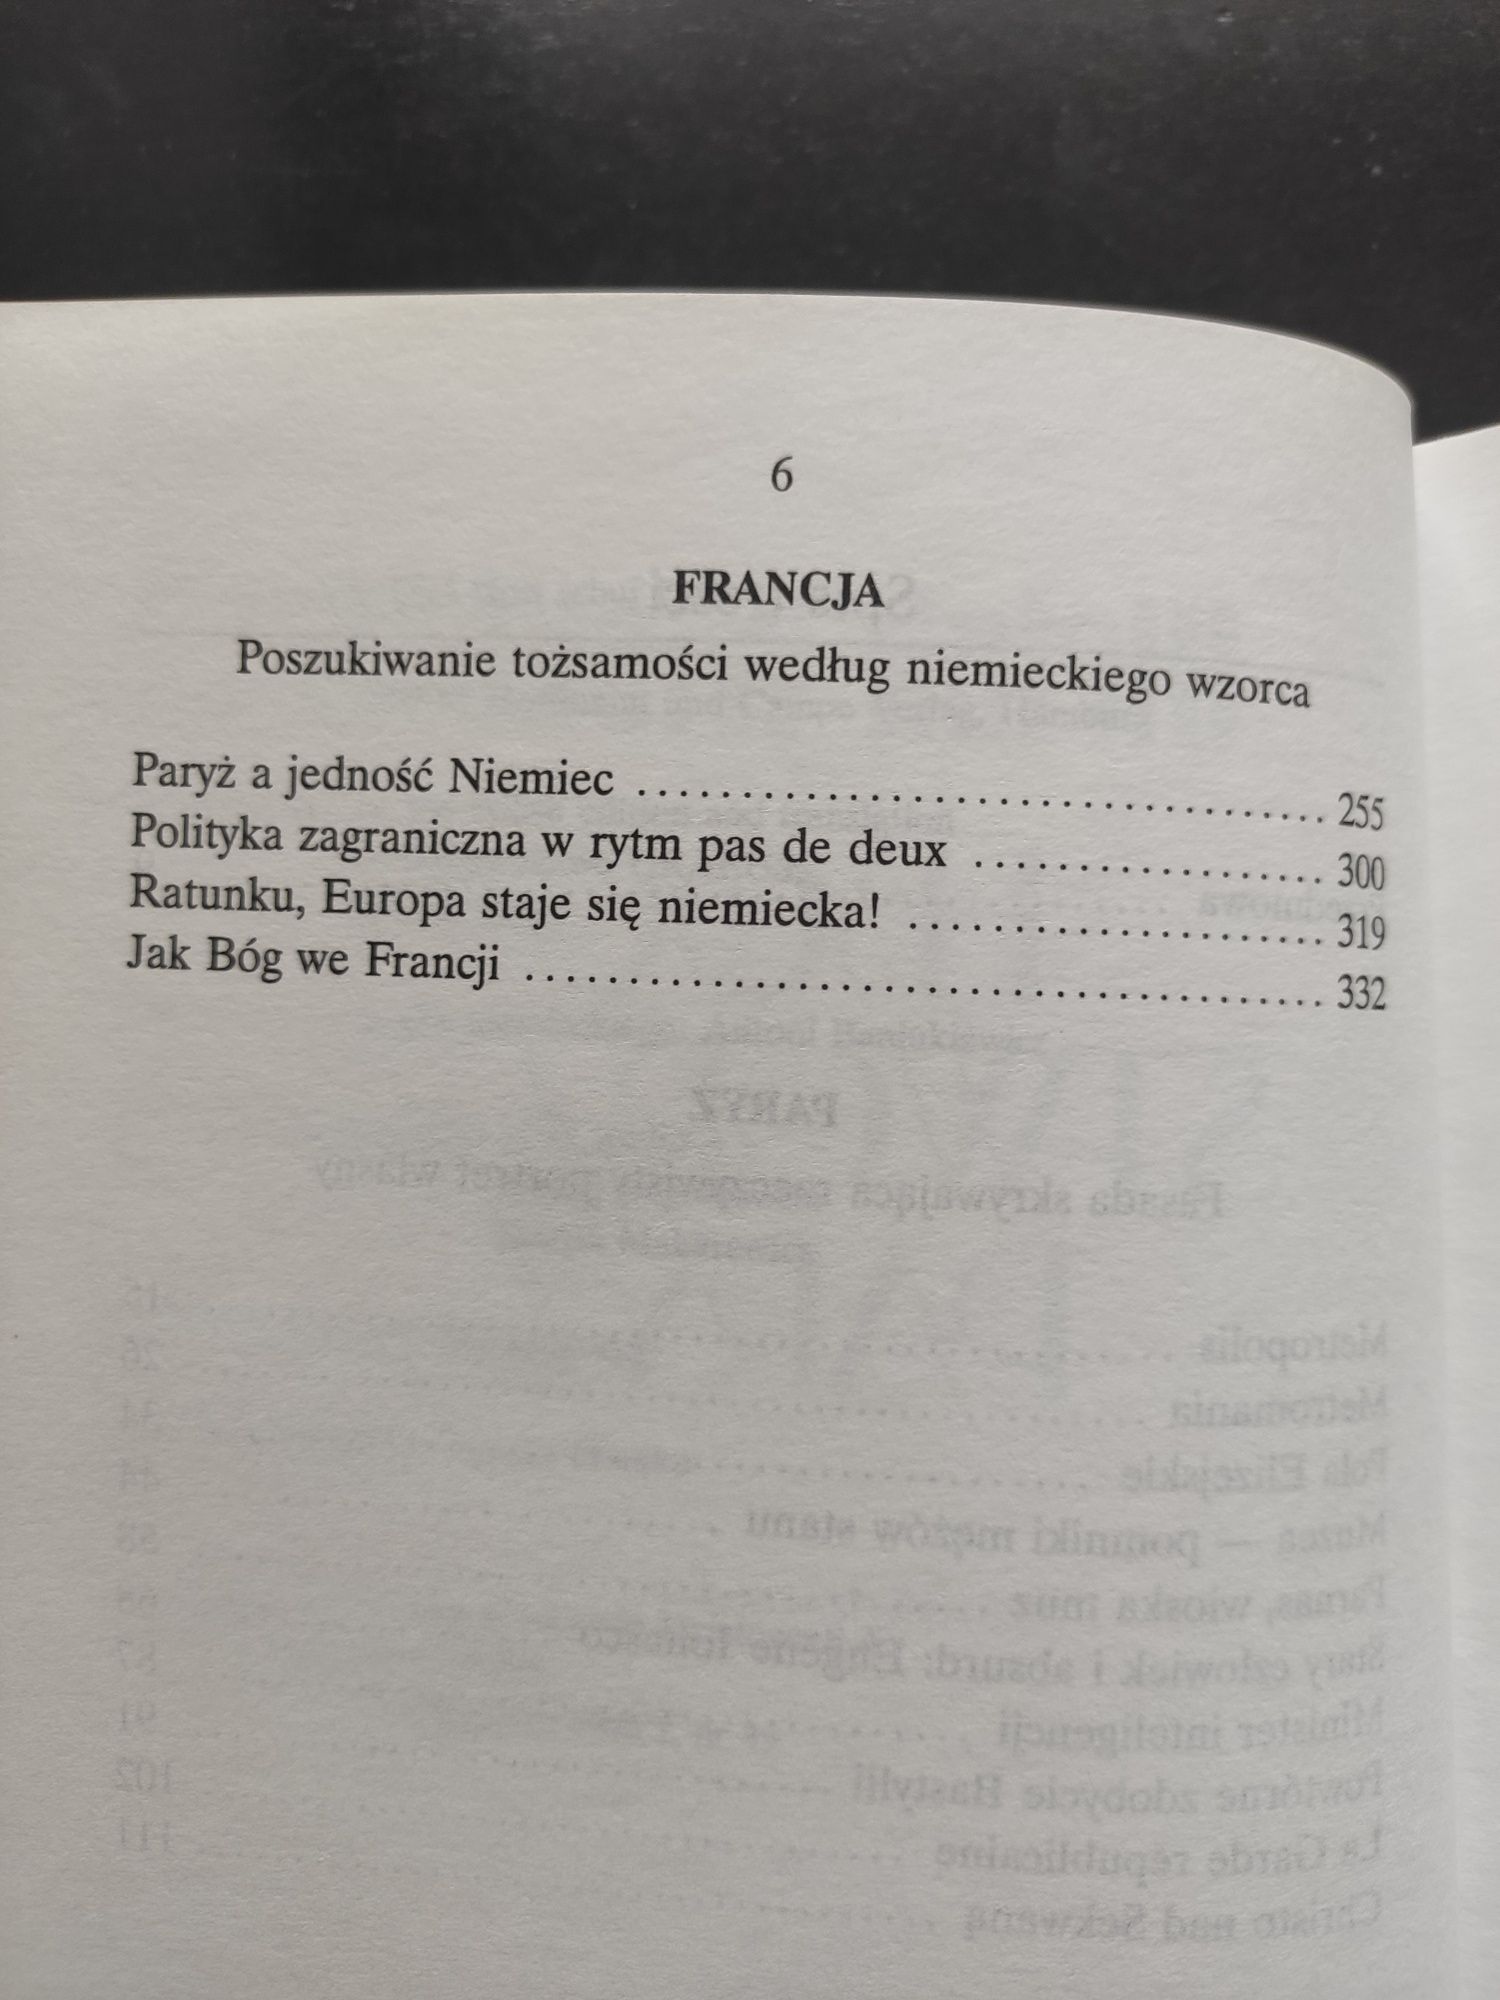 6
FRANCJA
Poszukiwanie tożsamości według niemieckiego wzorca
Paryż a jedność Niemiec ................................. 255
Polityka zagraniczna w rytm pas de deux ................. 300
Ratunku, Europa staje się niemiecka! .................... 319
Jak Bóg we Francji ...................................... 332